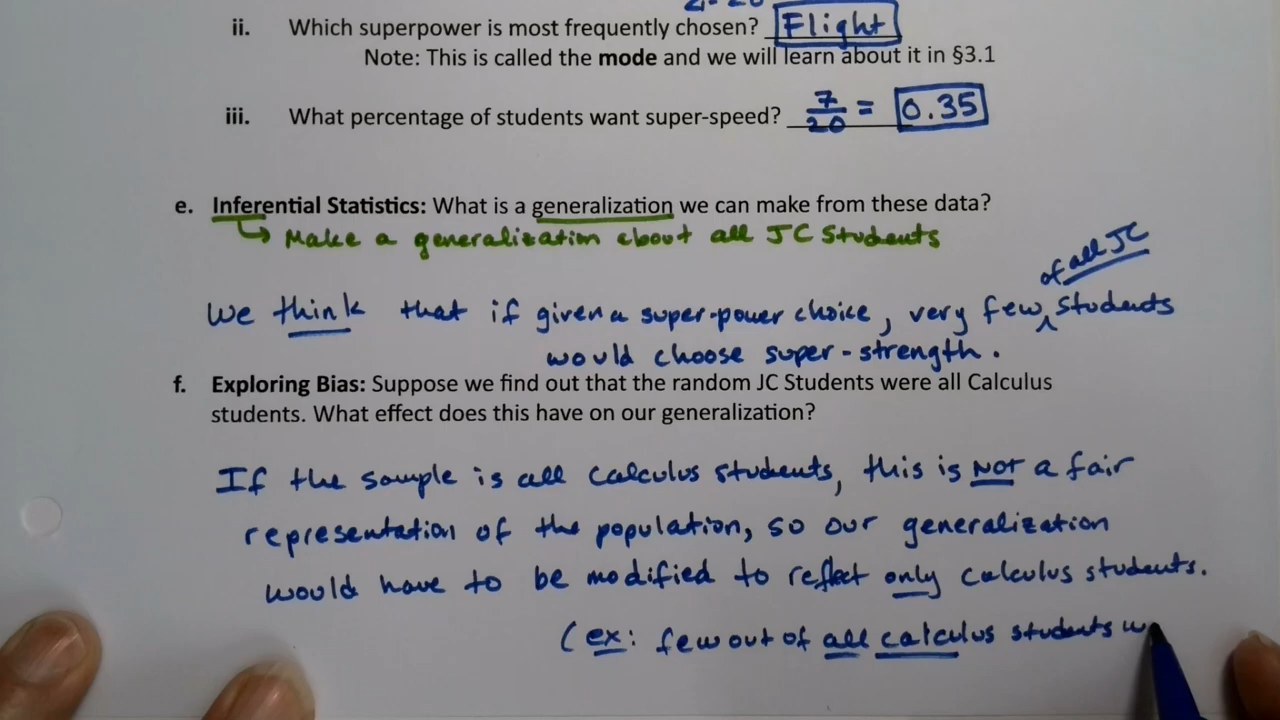 ii. Which superpower is most frequently chosen? Flight
Note: This is called the mode and we will learn about it in §3.1
iii. What percentage of students want super-speed? 7/20 = 0.35
e. Inferential Statistics: What is a generalization we can make from these data?
↳ Make a generalization about all JC Students
of all JC
We think that if given a super-power choice, very few ^ students
would choose super-strength.
f. Exploring Bias: Suppose we find out that the random JC Students were all Calculus
students. What effect does this have on our generalization?
If the sample is all calculus students, this is NOT a fair
representation of the population, so our generalization
would have to be modified to reflect only calculus students.
(ex: few out of all calculus students w